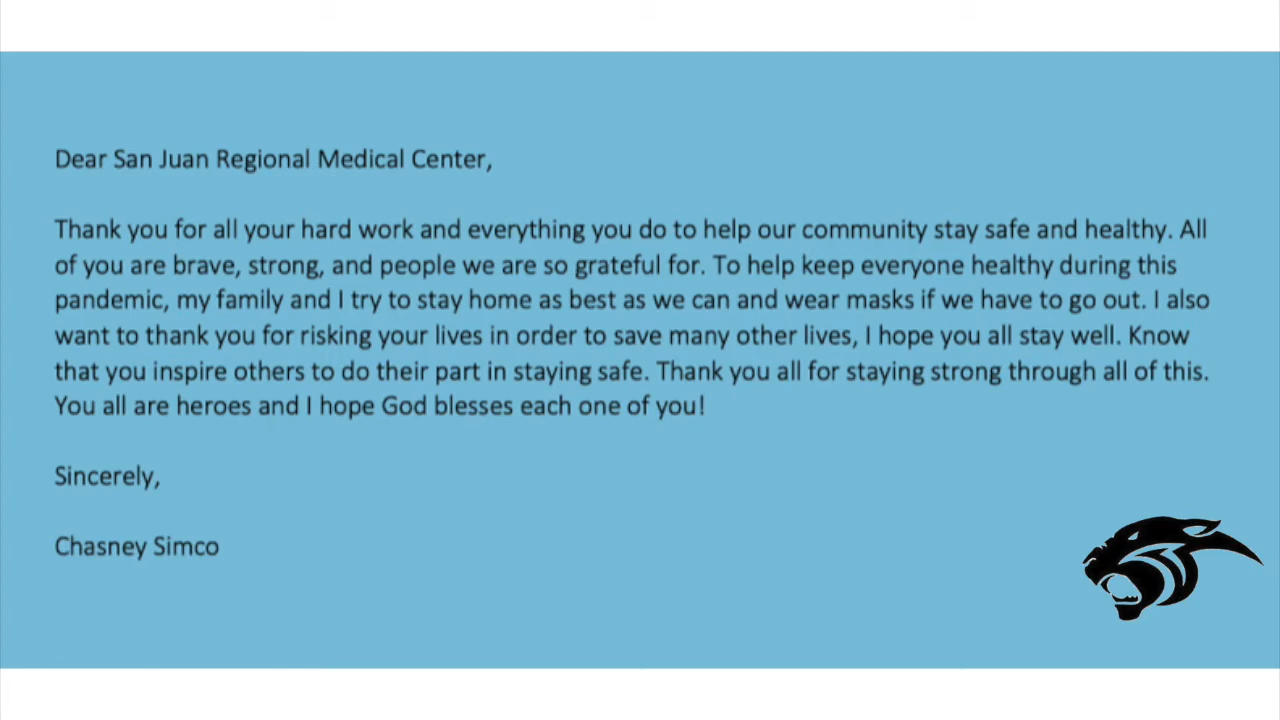 Dear San Juan Regional Medical Center,
Thank you for all your hard work and everything you do to help our community stay safe and healthy. All
of you are brave, strong, and people we are so grateful for. To help keep everyone healthy during this
pandemic, my family and I try to stay home as best as we can and wear masks if we have to go out. I also
want to thank you for risking your lives in order to save many other lives, I hope you all stay well. Know
that you inspire others to do their part in staying safe. Thank you all for staying strong through all of this.
You all are heroes and I hope God blesses each one of you!
Sincerely,
Chasney Simco